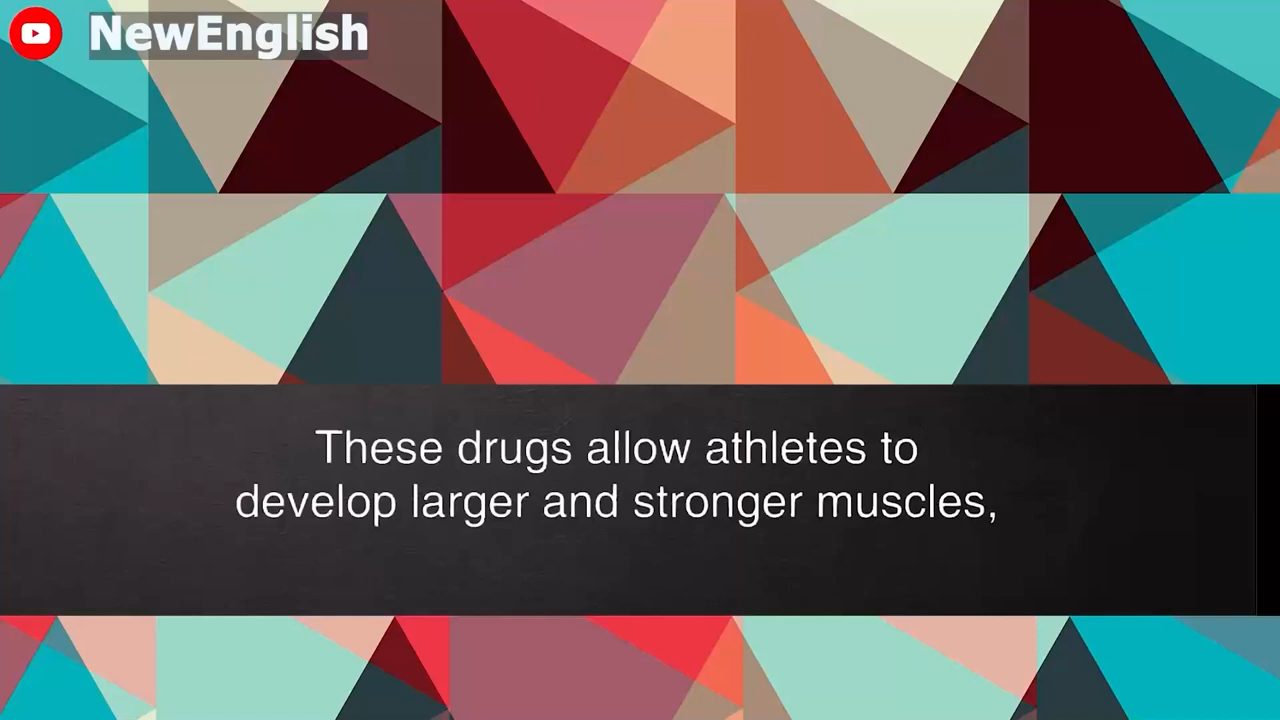 NewEnglish
These drugs allow athletes to
develop larger and stronger muscles,